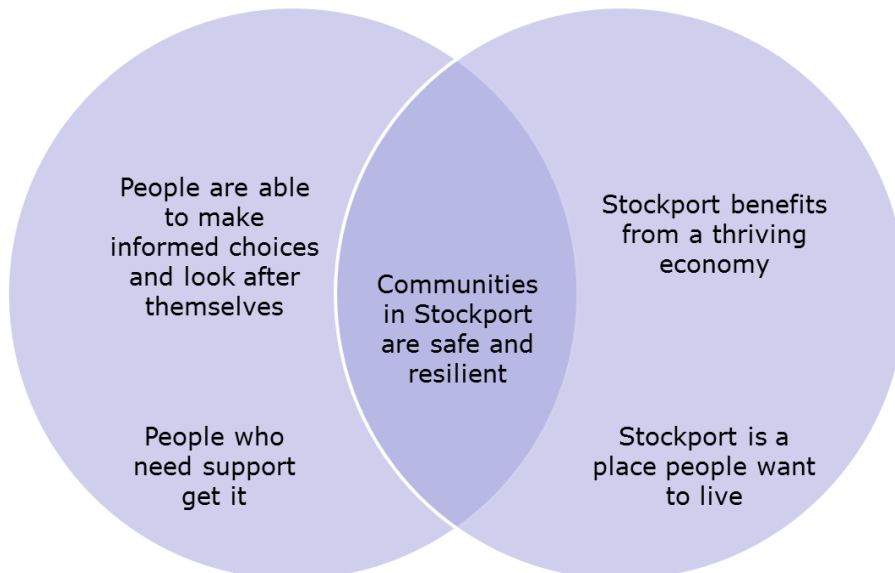 People are able
to make
informed choices
and look after
themselves
People who
need support
get it
Communities
in Stockport
are safe and
resilient
Stockport benefits
from a thriving
economy
Stockport is a
place people want
to live